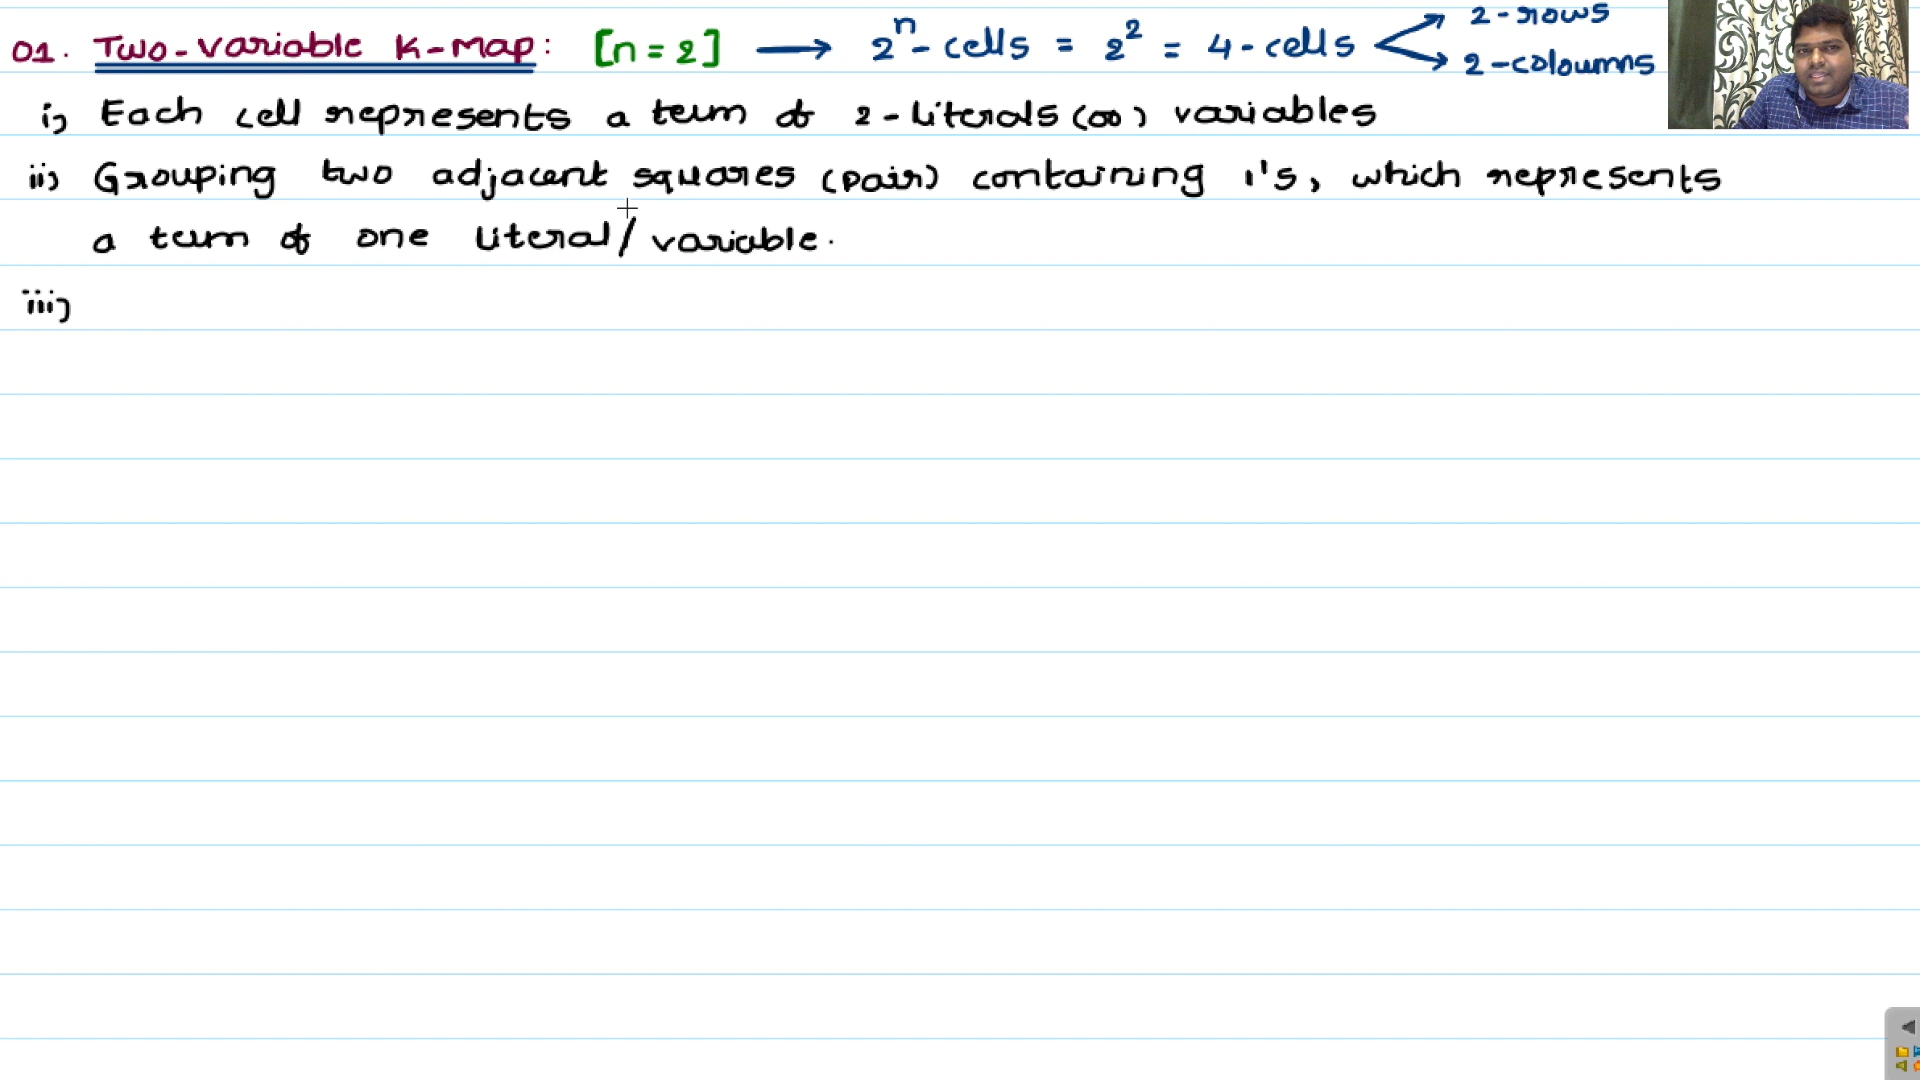 01. Two-variable K-Map: [n = 2] ⟶ 2ⁿ- cells = 2² = 4-cells
2-rows
2-coloumns
i) Each cell represents a term of 2-literals (or) variables
ii) Grouping two adjacent squares (pair) containing 1's, which represents
a term of one literal/variable.
iii)